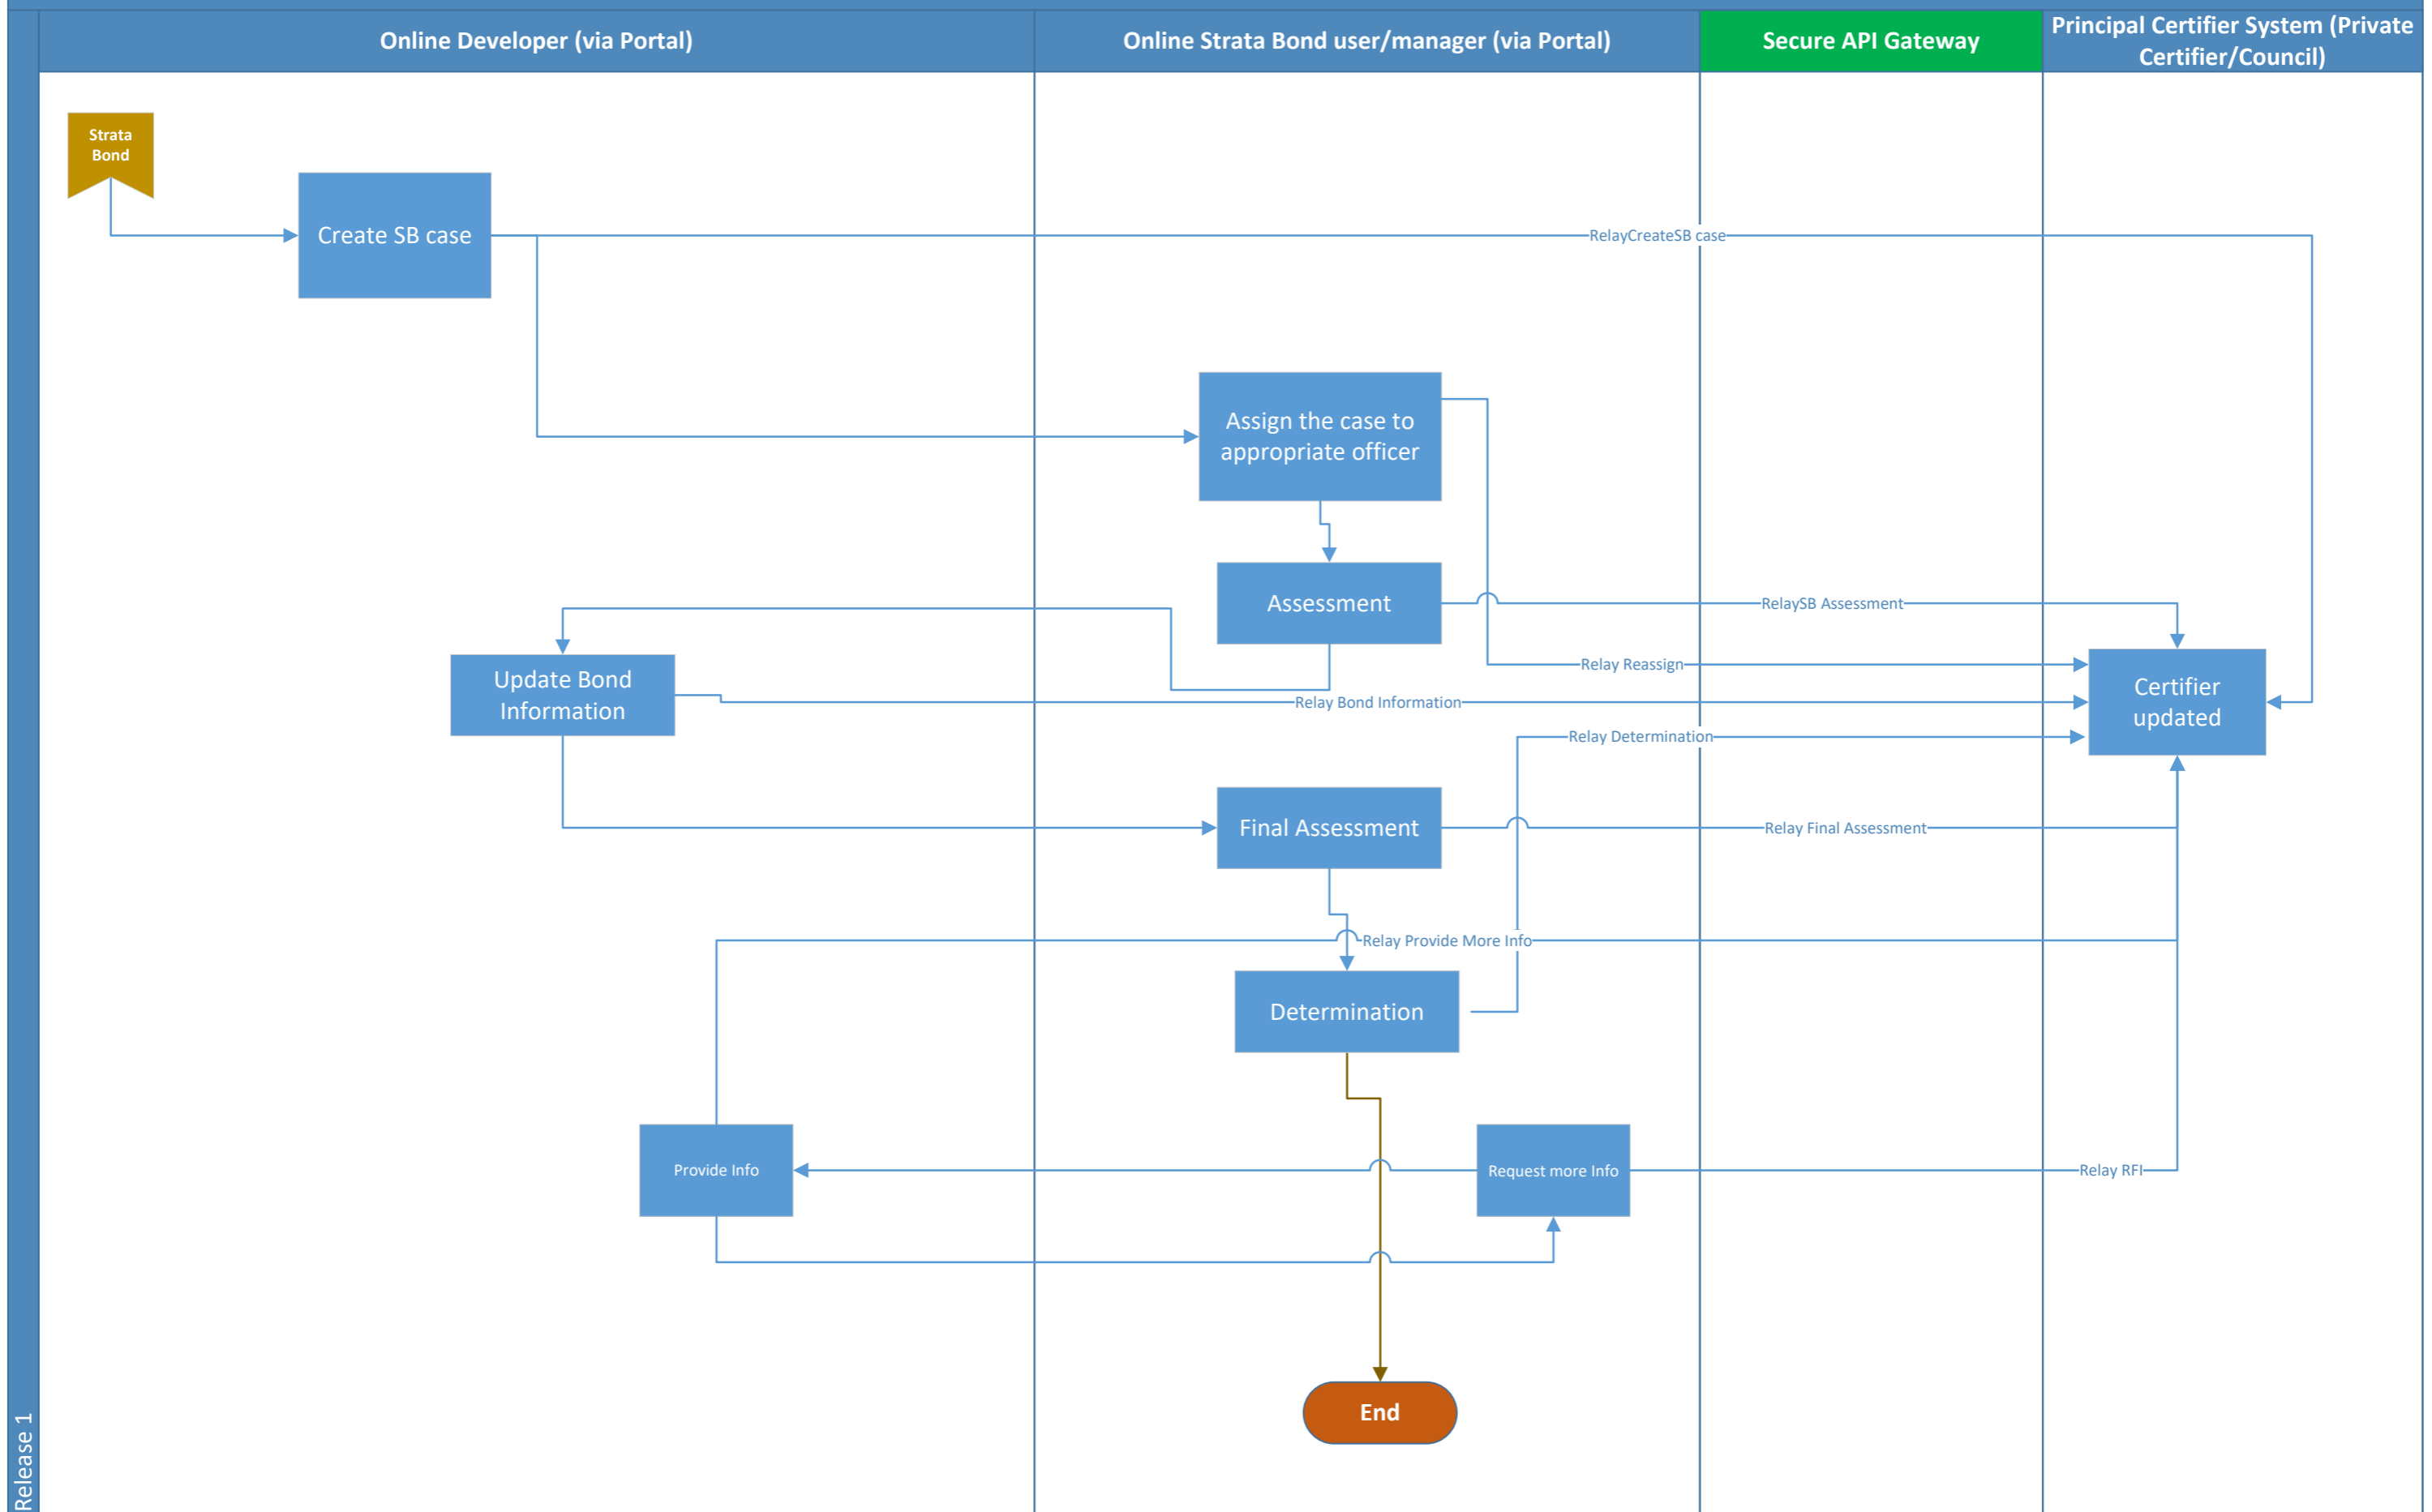 Online Developer (via Portal)
Online Strata Bond user/manager (via Portal)
Secure API Gateway
Principal Certifier System (Private
Certifier/Council)
Strata
Bond
Create SB case
RelayCreateSB case
Assign the case to
appropriate officer
Assessment
RelaySB Assessment
Relay Reassign
Update Bond
Information
Relay Bond Information
Certifier
updated
Relay Determination
Final Assessment
Relay Final Assessment
Relay Provide More Info
Determination
Provide Info
Request more Info
Relay RFI
End
Release 1